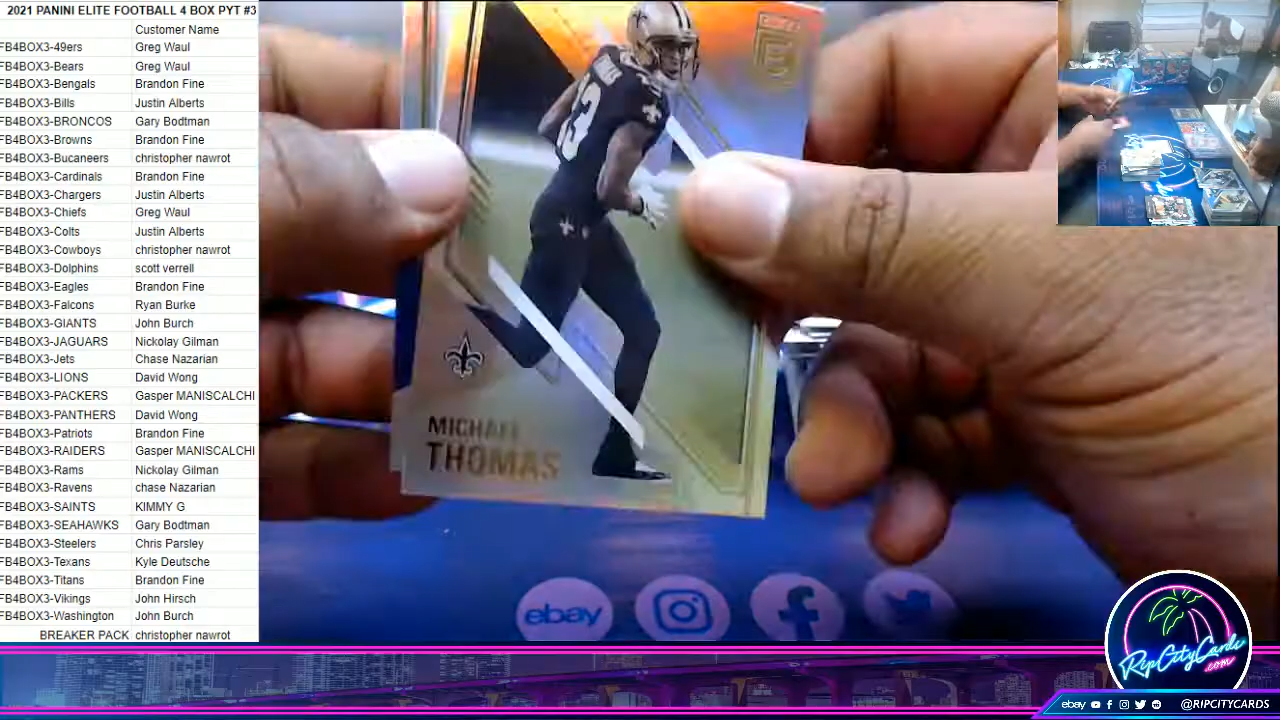 2021 PANINI ELITE FOOTBALL 4 BOX PYT #3
Customer Name
FB4BOX3-49ers Greg Waul
FB4BOX3-Bears Greg Waul
FB4BOX3-Bengals Brandon Fine
FB4BOX3-Bills Justin Alberts
FB4BOX3-BRONCOS Gary Bodtman
FB4BOX3-Browns Brandon Fine
FB4BOX3-Bucaneers christopher nawrot
FB4BOX3-Cardinals Brandon Fine
FB4BOX3-Chargers Justin Alberts
FB4BOX3-Chiefs Greg Waul
FB4BOX3-Colts Justin Alberts
FB4BOX3-Cowboys christopher nawrot
FB4BOX3-Dolphins scott verrell
FB4BOX3-Eagles Brandon Fine
FB4BOX3-Falcons Ryan Burke
FB4BOX3-GIANTS John Burch
FB4BOX3-JAGUARS Nickolay Gilman
FB4BOX3-Jets Chase Nazarian
FB4BOX3-LIONS David Wong
FB4BOX3-PACKERS Gasper MANISCALCHI
FB4BOX3-PANTHERS David Wong
FB4BOX3-Patriots Brandon Fine
FB4BOX3-RAIDERS Gasper MANISCALCHI
FB4BOX3-Rams Nickolay Gilman
FB4BOX3-Ravens chase Nazarian
FB4BOX3-SAINTS KIMMY G
FB4BOX3-SEAHAWKS Gary Bodtman
FB4BOX3-Steelers Chris Parsley
FB4BOX3-Texans Kyle Deutsche
FB4BOX3-Titans Brandon Fine
FB4BOX3-Vikings John Hirsch
FB4BOX3-Washington John Burch
BREAKER PACK christopher nawrot
13
MICHAEL
THOMAS
ebay
RipCityCards
.com
ebay @RIPCITYCARDS